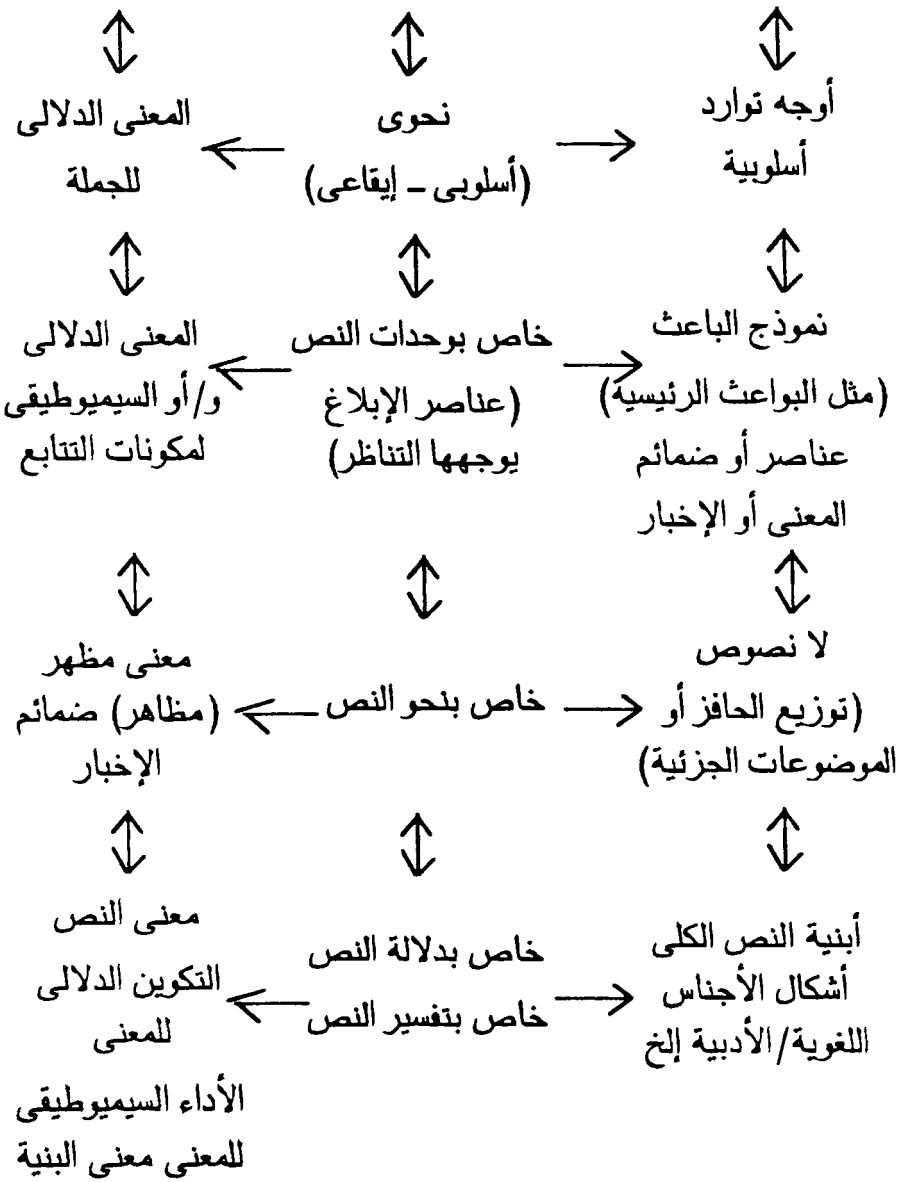 أوجه توارد
أسلوبية
نحوى
(أسلوبى ـ إيقاعى)
المعنى الدلالى
للجملة
نموذج الباعث
(مثل البواعث الرئيسية)
عناصر أو ضمائم
المعنى أو الإخبار
خاص بوحدات النص
(عناصر الإبلاغ
يوجهها التناظر)
المعنى الدلالى
و/أو السيميوطيقى
لمكونات التتابع
لا نصوص
(توزيع الحافز أو
الموضوعات الجزئية)
خاص بنحو النص
معنى مظهر
(مظاهر) ضمائم
الإخبار
أبنية النص الكلى
أشكال الأجناس
اللغوية/الأدبية إلخ
خاص بدلالة النص
خاص بتفسير النص
معنى النص
التكوين الدلالى
للمعنى
الأداء السيميوطيقى
للمعنى معنى البنية